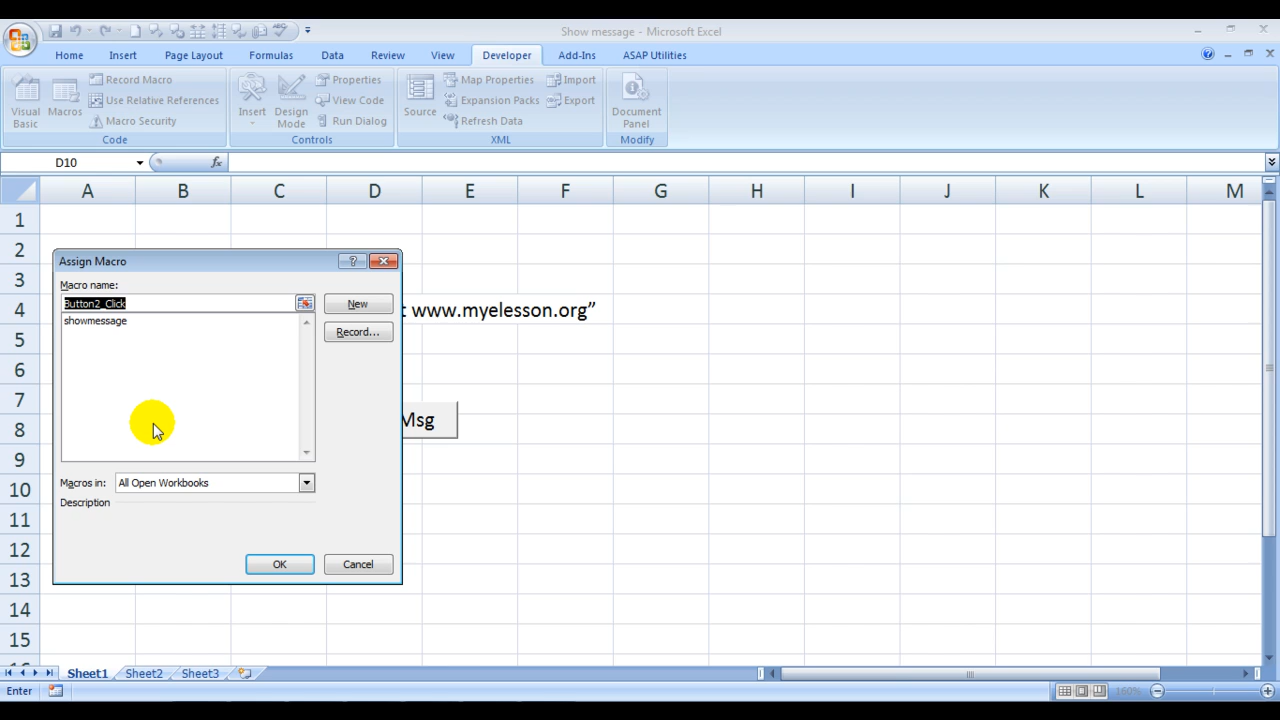 Show message - Microsoft Excel
Home Insert Page Layout Formulas Data Review View Developer Add-Ins ASAP Utilities
Visual Basic
Macros
Record Macro
Use Relative References
Macro Security
Code
Insert
Design Mode
Properties
View Code
Run Dialog
Controls
Source
Map Properties
Expansion Packs
Refresh Data
Import
Export
XML
Document Panel
Modify
D10
fx
A B C D E F G H I J K L M
1
2
3
4
5
6
7
8
9
10
11
12
13
14
15
www.myelesson.org”
Msg
Assign Macro
?
Macro name:
Button2_Click
showmessage
New
Record...
Macros in: All Open Workbooks
Description
OK Cancel
Sheet1 Sheet2 Sheet3
Enter
160%